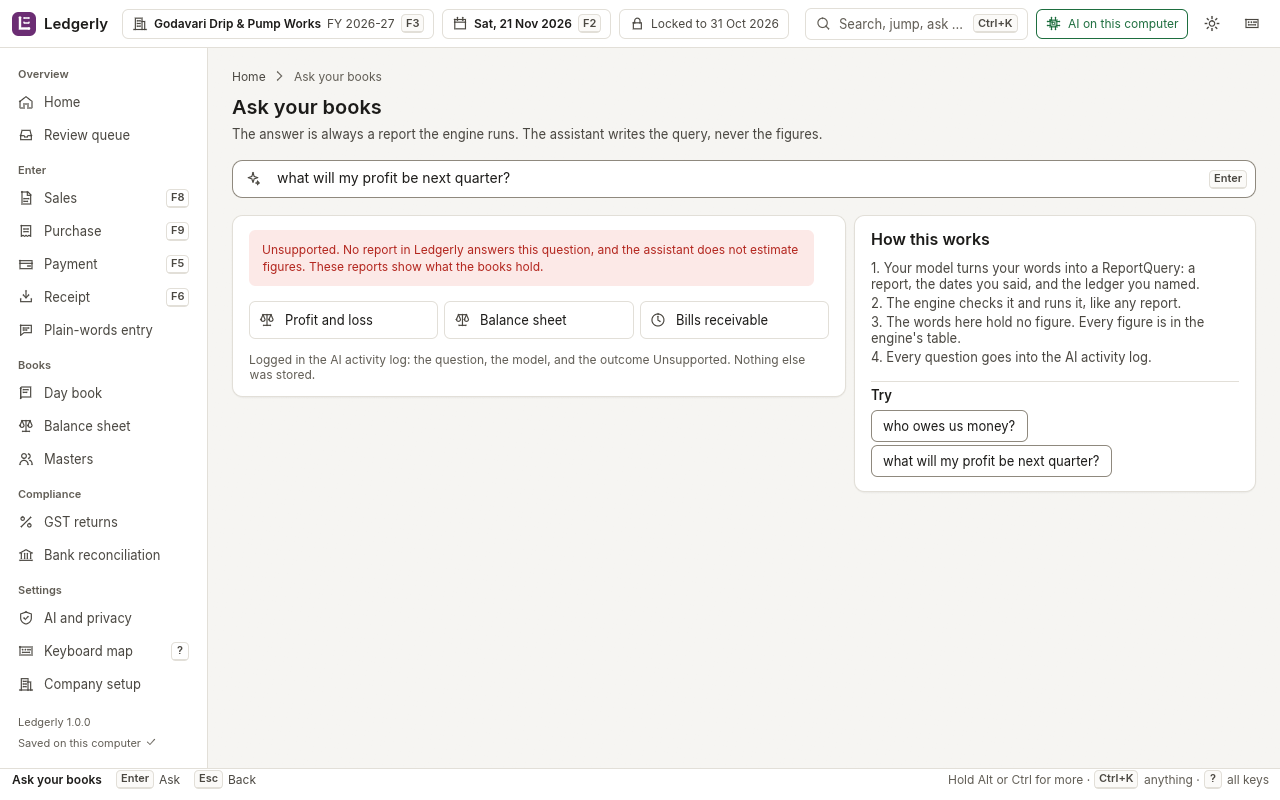 Ledgerly
Godavari Drip & Pump Works FY 2026-27 F3
Sat, 21 Nov 2026 F2
Locked to 31 Oct 2026
Search, jump, ask ... Ctrl+K
AI on this computer
Overview
Home
Review queue
Enter
Sales F8
Purchase F9
Payment F5
Receipt F6
Plain-words entry
Books
Day book
Balance sheet
Masters
Compliance
GST returns
Bank reconciliation
Settings
AI and privacy
Keyboard map ?
Company setup
Ledgerly 1.0.0
Saved on this computer
Home > Ask your books
Ask your books
The answer is always a report the engine runs. The assistant writes the query, never the figures.
what will my profit be next quarter? Enter
Unsupported. No report in Ledgerly answers this question, and the assistant does not estimate
figures. These reports show what the books hold.
Profit and loss
Balance sheet
Bills receivable
Logged in the AI activity log: the question, the model, and the outcome Unsupported. Nothing else
was stored.
How this works
1. Your model turns your words into a ReportQuery: a
report, the dates you said, and the ledger you named.
2. The engine checks it and runs it, like any report.
3. The words here hold no figure. Every figure is in the
engine's table.
4. Every question goes into the AI activity log.
Try
who owes us money?
what will my profit be next quarter?
Ask your books Enter Ask Esc Back
Hold Alt or Ctrl for more · Ctrl+K anything · ? all keys